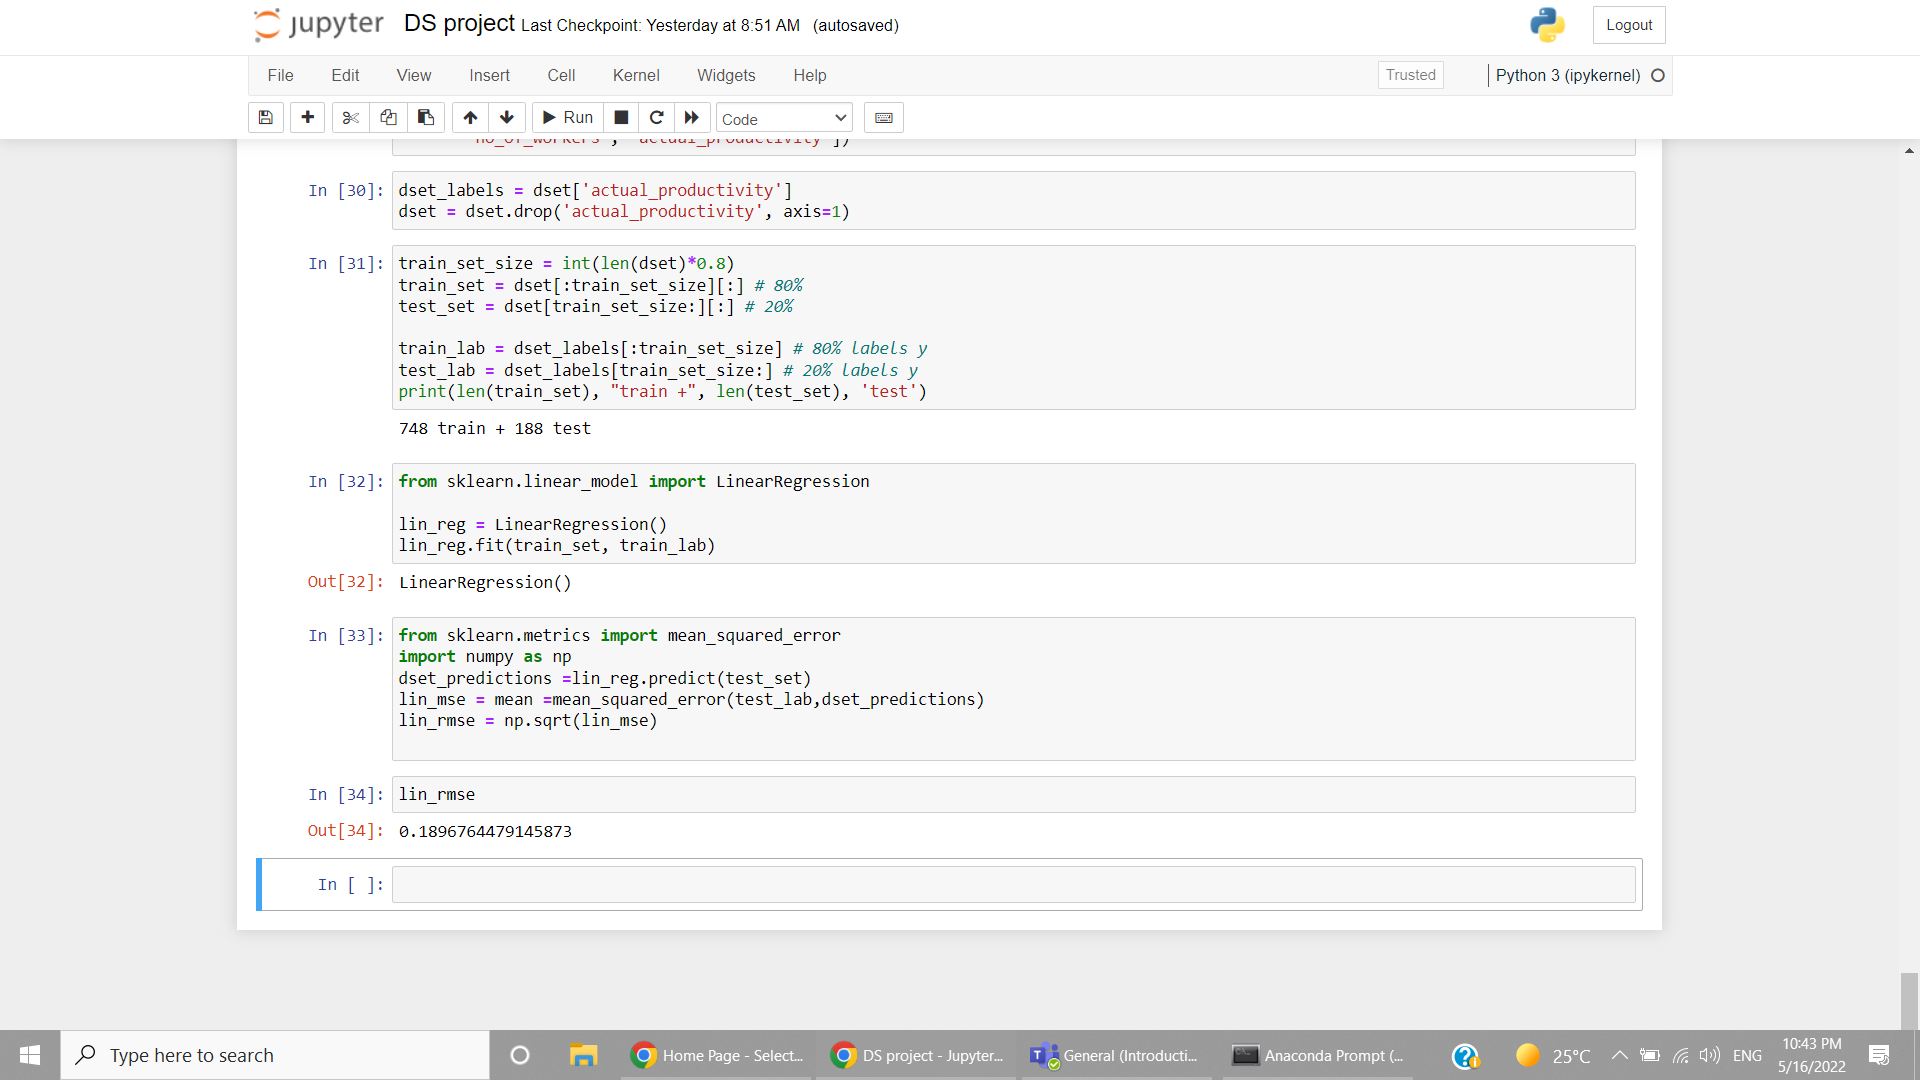 jupyter DS project Last Checkpoint: Yesterday at 8:51 AM (autosaved) Logout
File Edit View Insert Cell Kernel Widgets Help Trusted Python 3 (ipykernel)
Run Code
'no_of_workers', 'actual_productivity'])
In [30]: dset_labels = dset['actual_productivity']
dset = dset.drop('actual_productivity', axis=1)
In [31]: train_set_size = int(len(dset)*0.8)
train_set = dset[:train_set_size][:] # 80%
test_set = dset[train_set_size:][:] # 20%
train_lab = dset_labels[:train_set_size] # 80% labels y
test_lab = dset_labels[train_set_size:] # 20% labels y
print(len(train_set), "train +", len(test_set), 'test')
748 train + 188 test
In [32]: from sklearn.linear_model import LinearRegression
lin_reg = LinearRegression()
lin_reg.fit(train_set, train_lab)
Out[32]: LinearRegression()
In [33]: from sklearn.metrics import mean_squared_error
import numpy as np
dset_predictions =lin_reg.predict(test_set)
lin_mse = mean =mean_squared_error(test_lab,dset_predictions)
lin_rmse = np.sqrt(lin_mse)
In [34]: lin_rmse
Out[34]: 0.1896764479145873
In [ ]:
Type here to search Home Page - Select... DS project - Jupyter... General (Introducti... Anaconda Prompt (... 25°C ENG 10:43 PM
5/16/2022